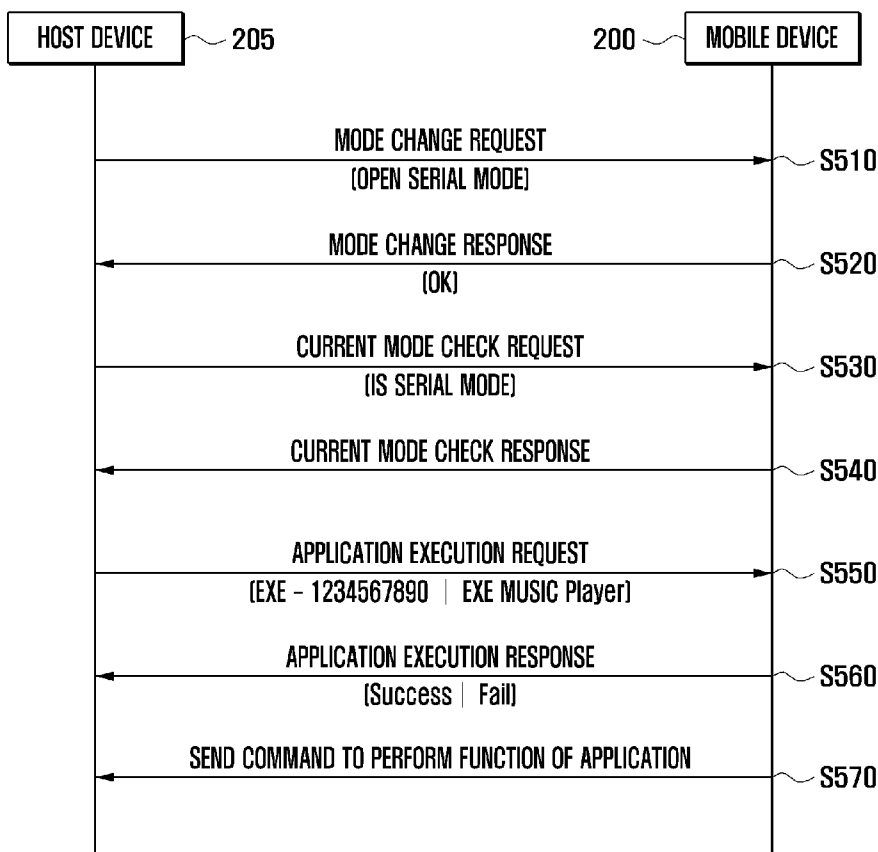 HOST DEVICE 205 200 MOBILE DEVICE
MODE CHANGE REQUEST
(OPEN SERIAL MODE) S510
MODE CHANGE RESPONSE
(OK) S520
CURRENT MODE CHECK REQUEST
(IS SERIAL MODE) S530
CURRENT MODE CHECK RESPONSE
S540
APPLICATION EXECUTION REQUEST
(EXE - 1234567890 | EXE MUSIC Player) S550
APPLICATION EXECUTION RESPONSE
(Success | Fail) S560
SEND COMMAND TO PERFORM FUNCTION OF APPLICATION
S570